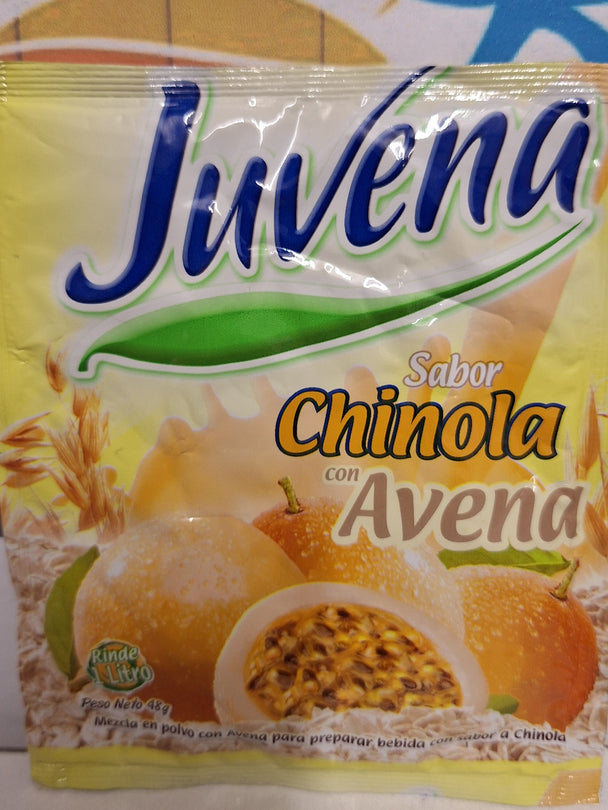 Juvena
Sabor
Chinola
con
Avena
Rinde
1 Litro
Peso Neto 48g
Mezcla en polvo con Avena para preparar bebida con sabor a Chinola